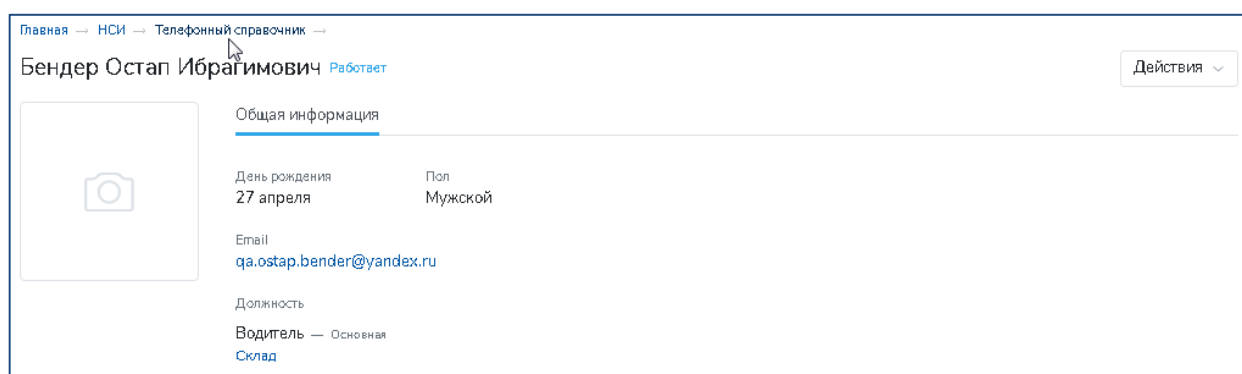 Главная → НСИ → Телефонный справочник →
Бендер Остап Ибрагимович Работает
Действия
Общая информация
День рождения Пол
27 апреля Мужской
Email
qa.ostap.bender@yandex.ru
Должность
Водитель — Основная
Склад